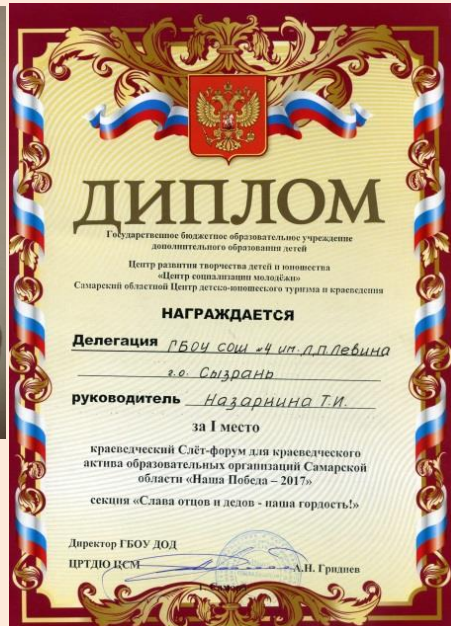 ДИПЛОМ
Государственное бюджетное образовательное учреждение
дополнительного образования детей
Центр развития творчества детей и юношества
«Центр социализации молодёжи»
Самарский областной Центр детско-юношеского туризма и краеведения
НАГРАЖДАЕТСЯ
Делегация ГБОУ СОШ №4 им. Л.П.Левина
г.о. Сызрань
руководитель Назаркина Т.И.
за I место
краеведческий Слёт-форум для краеведческого
актива образовательных организаций Самарской
области «Наша Победа – 2017»
секция «Слава отцов и дедов - наша гордость!»
Директор ГБОУ ДОД
ЦРТДЮ ЦСМ А.Н. Гриднев